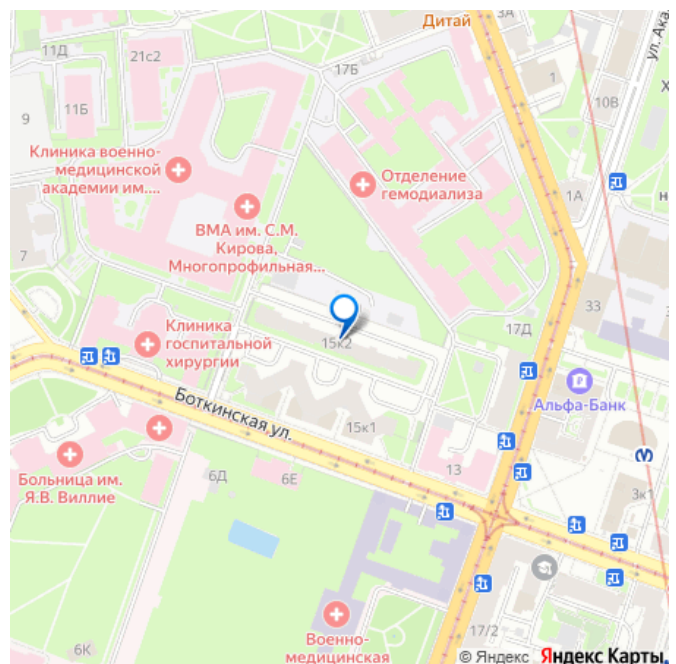 Дитай
3А
ул. Ака
11Д
21с2
17Б
1
9
11Б
10В
Х
Клиника военно-
медицинской
академии им....
Отделение
гемодиализа
1А
н
ВМА им. С.М.
Кирова,
Многопрофильная...
7
33
Клиника
госпитальной
хирургии
15к2
17Д
Альфа-Банк
Боткинская ул.
15к1
13
Больница им.
Я.В. Виллие
6Д
6Е
3к1
17/2
Военно-
медицинская
6К
© Яндекс Яндекс Карты